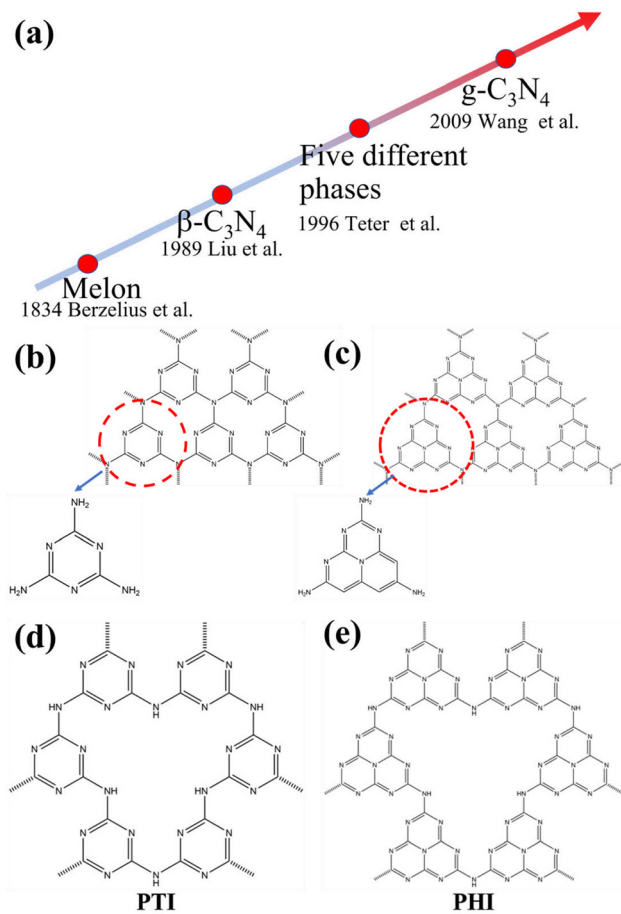 (a)
g-C₃N₄
2009 Wang et al.
Five different
phases
1996 Teter et al.
β-C₃N₄
1989 Liu et al.
Melon
1834 Berzelius et al.
(b)
(c)
NH₂
H₂N
NH₂
NH₂
H₂N
NH₂
(d)
(e)
PTI
PHI